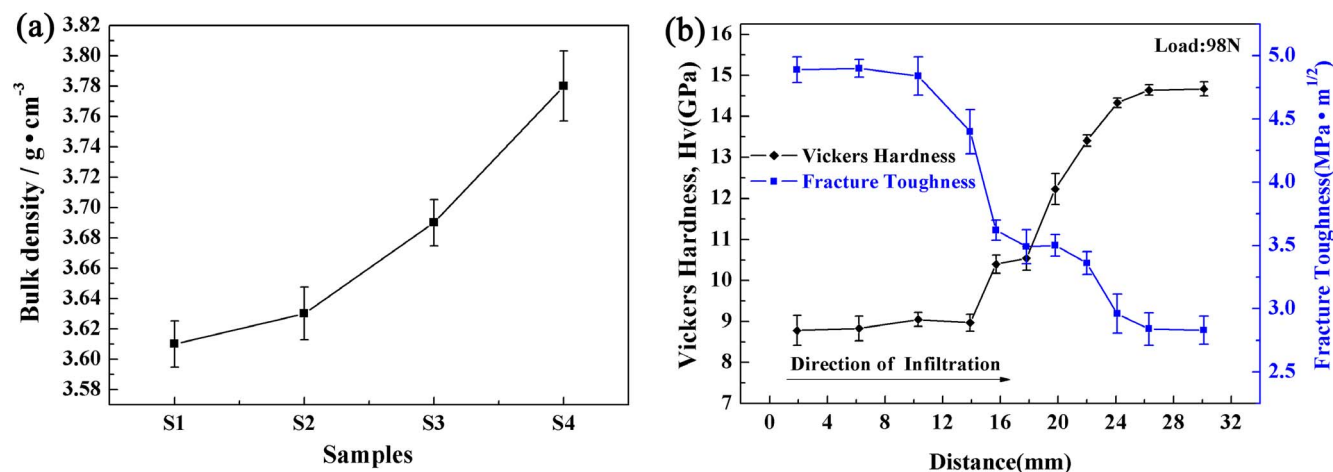 (a)
Bulk density / g•cm⁻³
3.82
3.80
3.78
3.76
3.74
3.72
3.70
3.68
3.66
3.64
3.62
3.60
3.58
S1 S2 S3 S4
Samples
(b)
Vickers Hardness, Hv(GPa)
16
15
14
13
12
11
10
9
8
7
Load:98N
Vickers Hardness
Fracture Toughness
Direction of Infiltration
0 4 8 12 16 20 24 28 32
Distance(mm)
5.0
4.5
4.0
3.5
3.0
2.5
Fracture Toughness(MPa•m¹/²)